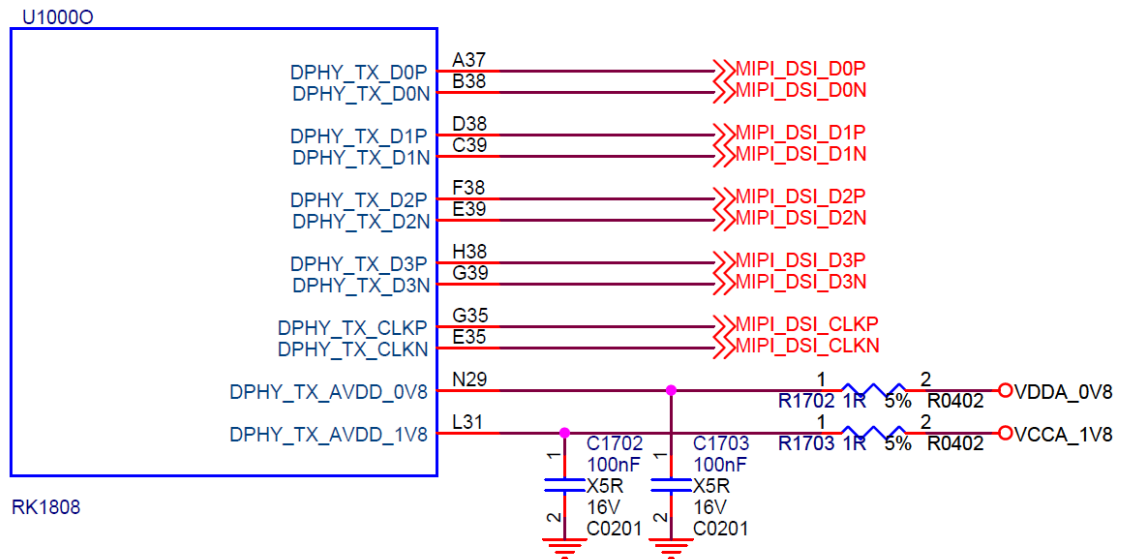 U1000O
DPHY_TX_D0P A37 MIPI_DSI_D0P
DPHY_TX_D0N B38 MIPI_DSI_D0N
DPHY_TX_D1P D38 MIPI_DSI_D1P
DPHY_TX_D1N C39 MIPI_DSI_D1N
DPHY_TX_D2P F38 MIPI_DSI_D2P
DPHY_TX_D2N E39 MIPI_DSI_D2N
DPHY_TX_D3P H38 MIPI_DSI_D3P
DPHY_TX_D3N G39 MIPI_DSI_D3N
DPHY_TX_CLKP G35 MIPI_DSI_CLKP
DPHY_TX_CLKN E35 MIPI_DSI_CLKN
DPHY_TX_AVDD_0V8 N29 1 2 VDDA_0V8
R1702 1R 5% R0402
DPHY_TX_AVDD_1V8 L31 1 2 VCCA_1V8
R1703 1R 5% R0402
C1702 C1703
1 100nF 1 100nF
X5R X5R
16V 16V
2 C0201 2 C0201
RK1808